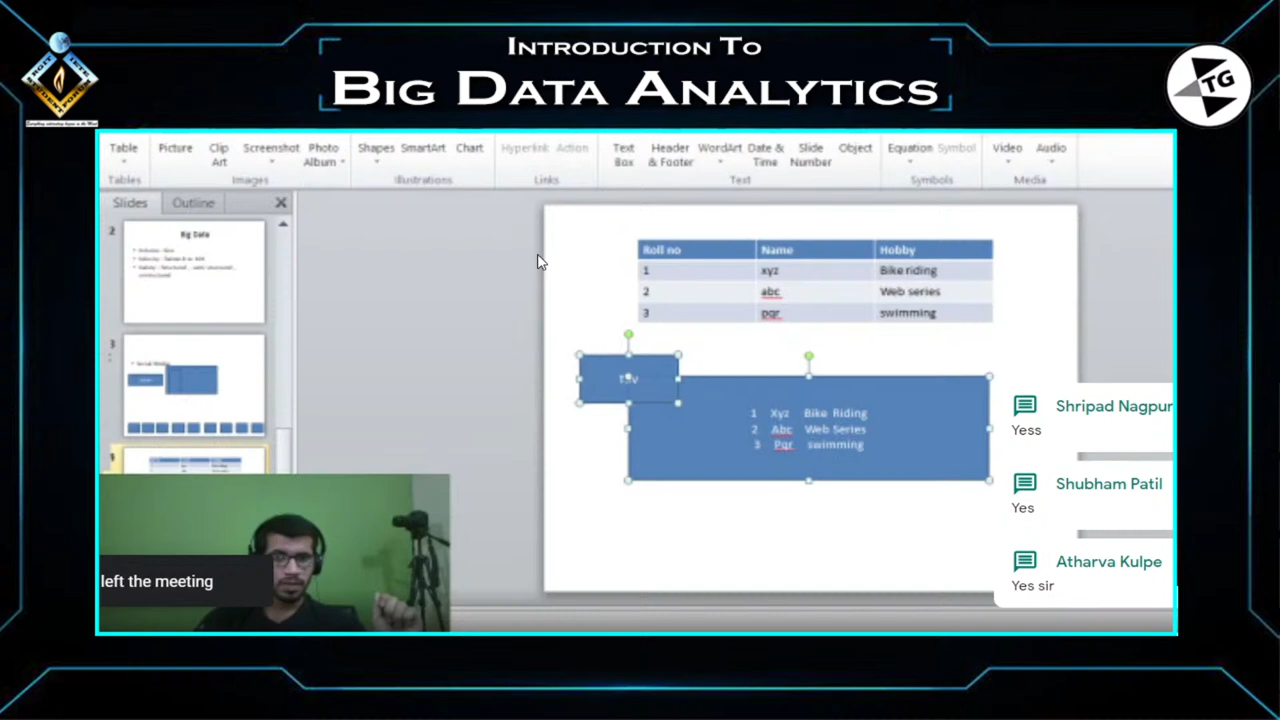 INTRODUCTION TO
BIG DATA ANALYTICS
TG
Table
Picture
Clip Art
Screenshot
Photo Album
Shapes
SmartArt
Chart
Hyperlink
Action
Text Box
Header & Footer
WordArt
Date & Time
Slide Number
Object
Equation
Symbol
Video
Audio
Tables
Images
Illustrations
Links
Text
Symbols
Media
Slides
Outline
2
Big Data
3
Roll no Name Hobby
1 xyz Bike riding
2 abc Web series
3 pqr swimming
1 Xyz Bike Riding
2 Abc Web Series
3 Pqr swimming
left the meeting
Shripad Nagpur
Yess
Shubham Patil
Yes
Atharva Kulpe
Yes sir